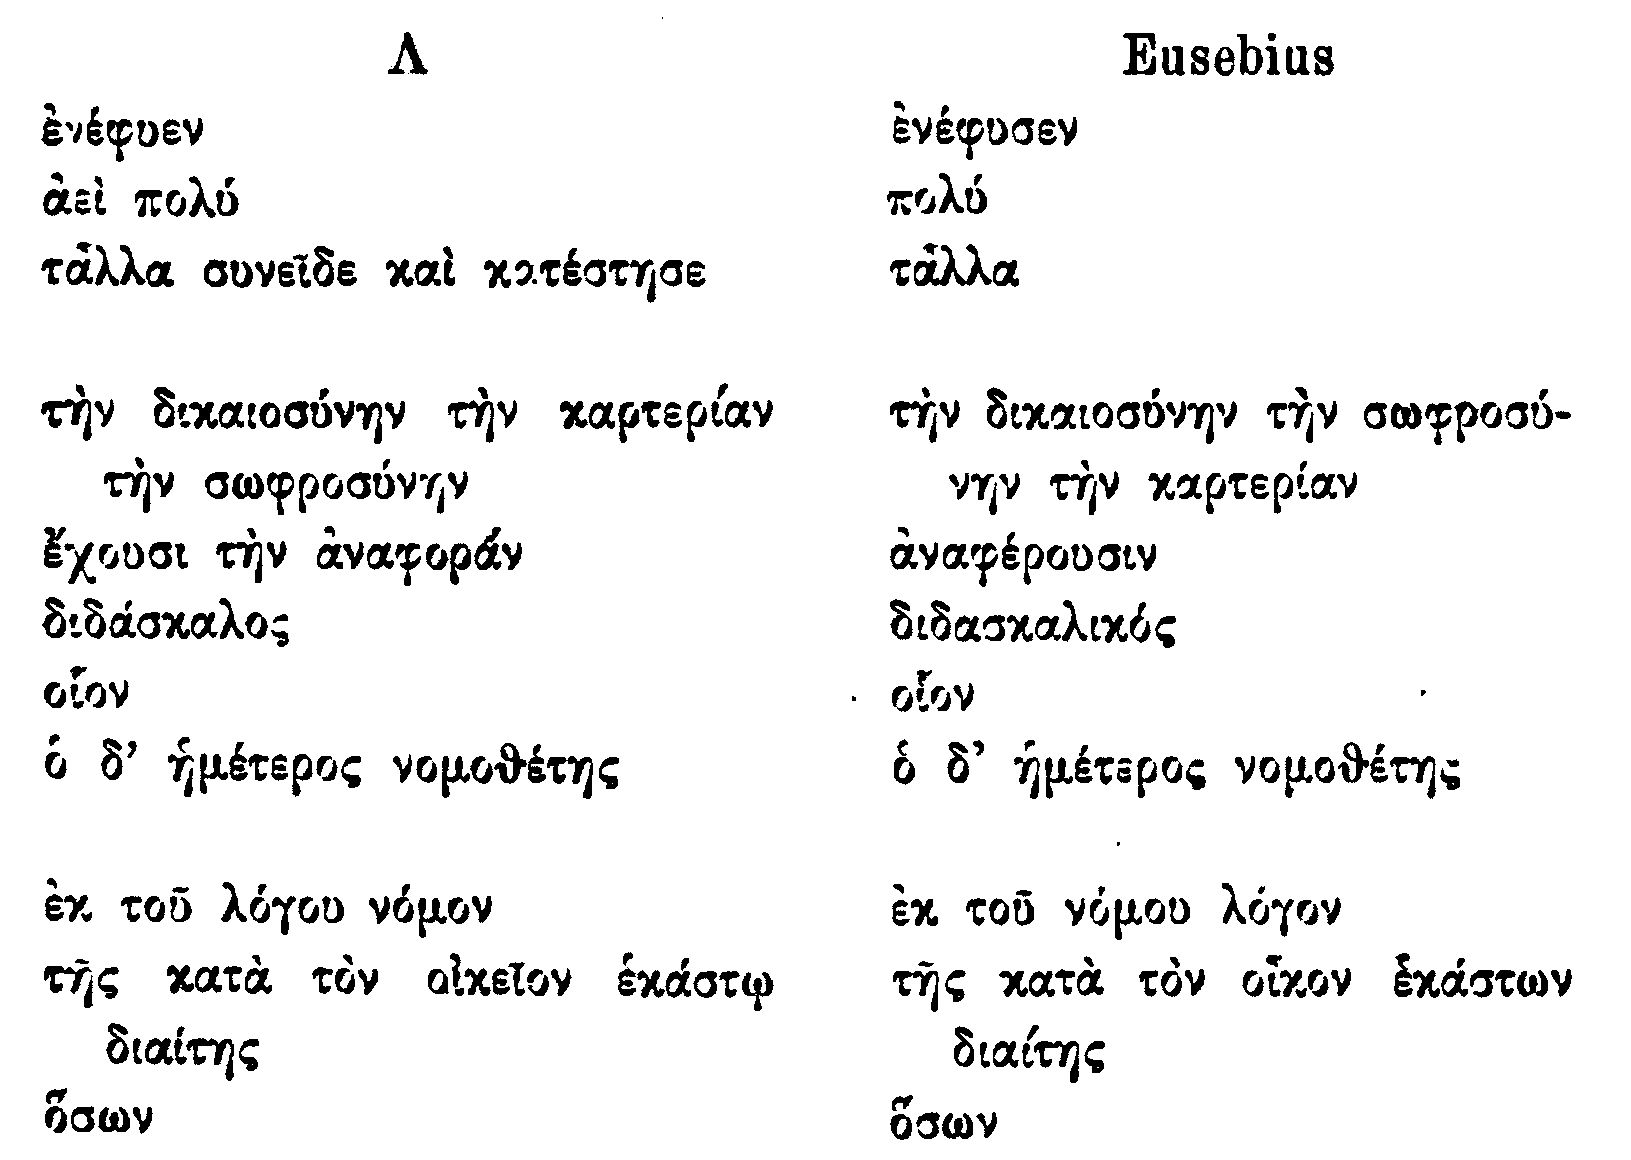 Λ Eusebius
ἐνέφυεν ἐνέφυσεν
ἀεὶ πολύ πολύ
τἆλλα συνεῖδε καὶ κατέστησε τἆλλα
τὴν δικαιοσύνην τὴν καρτερίαν τὴν δικαιοσύνην τὴν σωφροσύ-
τὴν σωφροσύνην νην τὴν καρτερίαν
ἔχουσι τὴν ἀναφοράν ἀναφέρουσιν
διδάσκαλος διδασκαλικός
οἷον οἷον
ὁ δ’ ἡμέτερος νομοθέτης ὁ δ’ ἡμέτερος νομοθέτης
ἐκ τοῦ λόγου νόμον ἐκ τοῦ νόμου λόγον
τῆς κατὰ τὸν οἰκεῖον ἑκάστῳ τῆς κατὰ τὸν οἶκον ἑκάστων
διαίτης διαίτης
ὅσων ὅσων